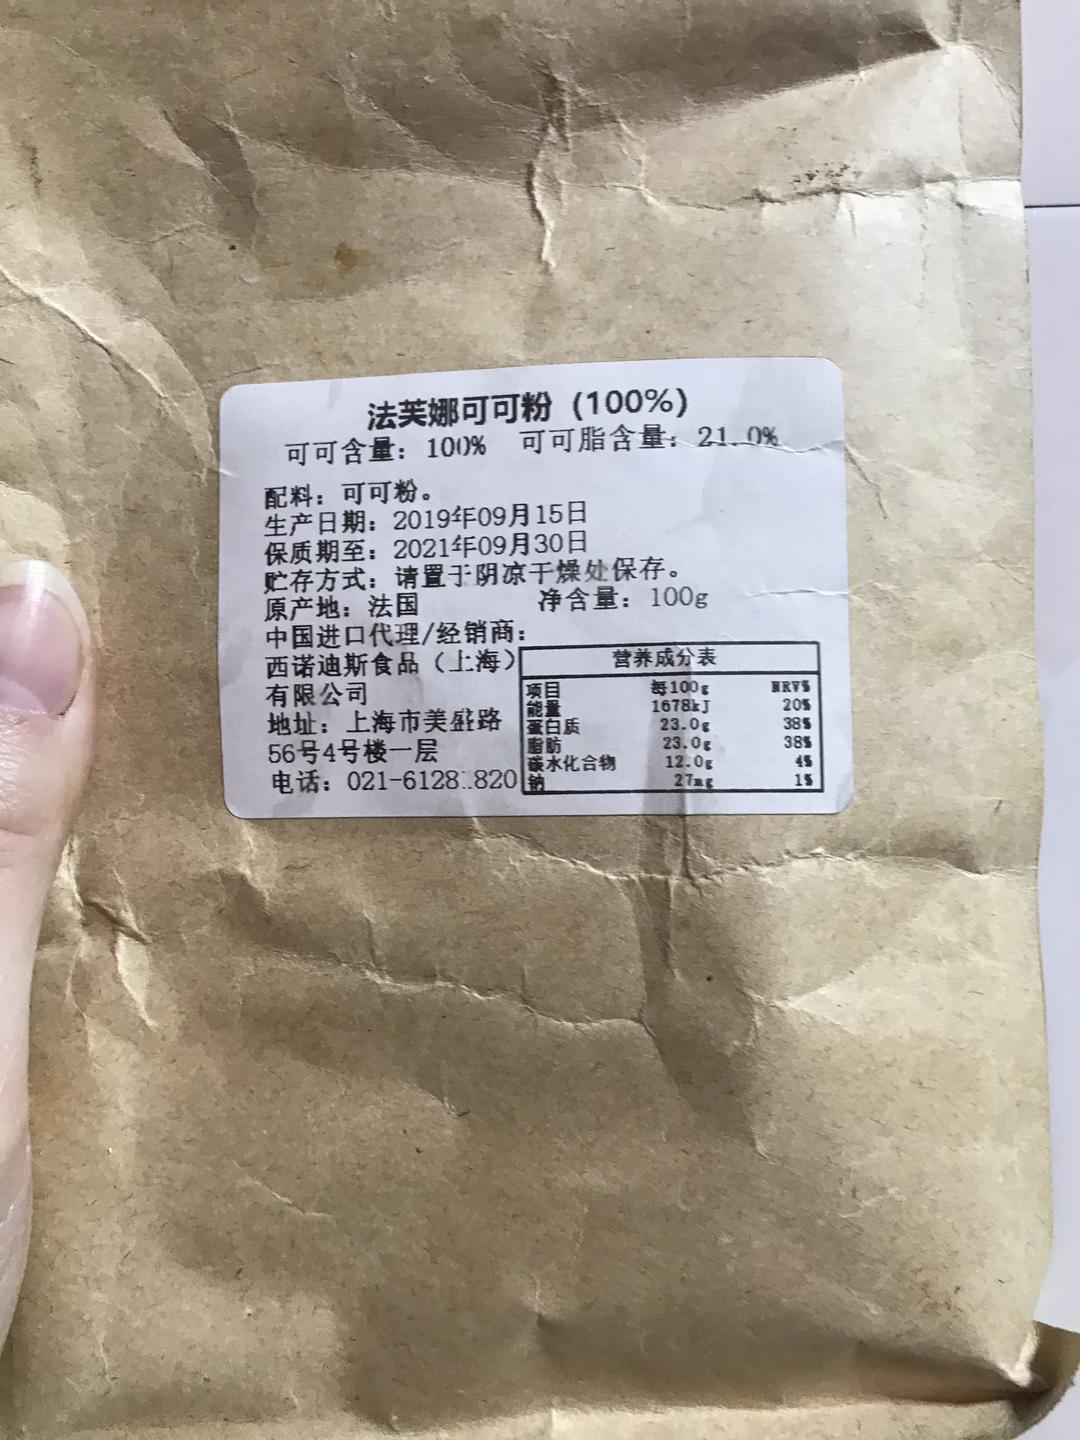 法芙娜可可粉（100%）
可可含量：100% 可可脂含量：21.0%
配料：可可粉。
生产日期：2019年09月15日
保质期至：2021年09月30日
贮存方式：请置于阴凉干燥处保存。
原产地：法国 净含量：100g
中国进口代理/经销商：
西诺迪斯食品（上海）
有限公司
地址：上海市美盛路
56号4号楼一层
电话：
营养成分表
项目 每100g NRV%
能量 1678kJ 20%
蛋白质 23.0g 38%
脂肪 23.0g 38%
碳水化合物 12.0g 4%
钠 27mg 1%